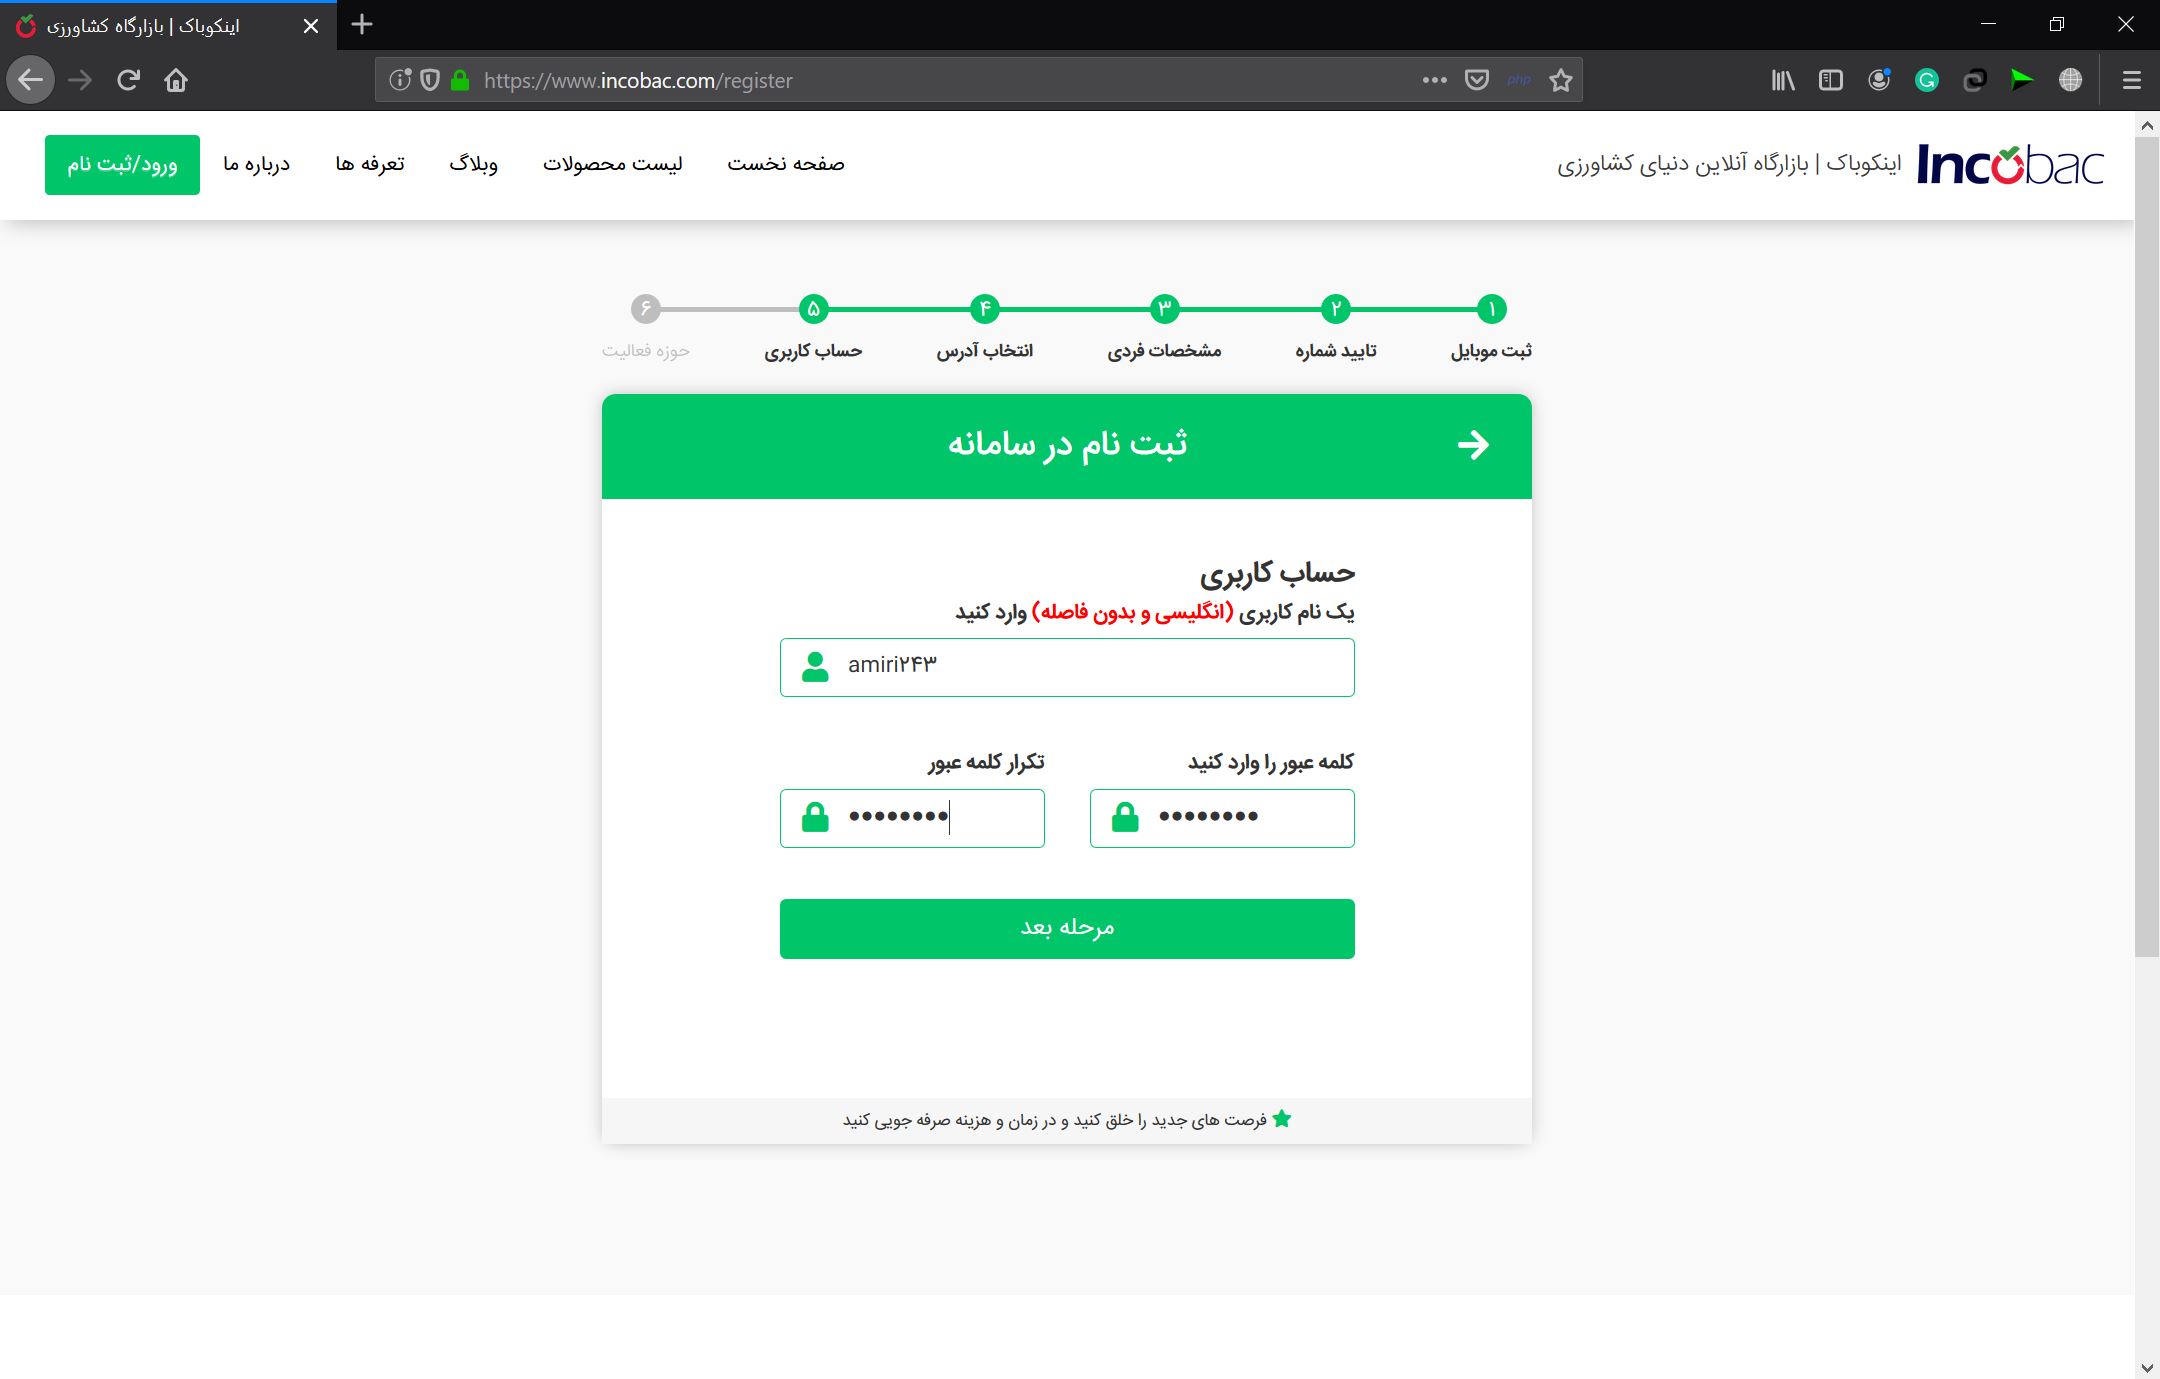 اینکوباک | بازارگاه کشاورزی
https://www.incobac.com/register
php
Incobac اینکوباک | بازارگاه آنلاین دنیای کشاورزی
صفحه نخست
لیست محصولات
وبلاگ
تعرفه ها
درباره ما
ورود/ثبت نام
۱ ۲ ۳ ۴ ۵ ۶
ثبت موبایل
تایید شماره
مشخصات فردی
انتخاب آدرس
حساب کاربری
حوزه فعالیت
ثبت نام در سامانه
حساب کاربری
یک نام کاربری (انگلیسی و بدون فاصله) وارد کنید
amiri۲۴۳
کلمه عبور را وارد کنید
تکرار کلمه عبور
مرحله بعد
فرصت های جدید را خلق کنید و در زمان و هزینه صرفه جویی کنید